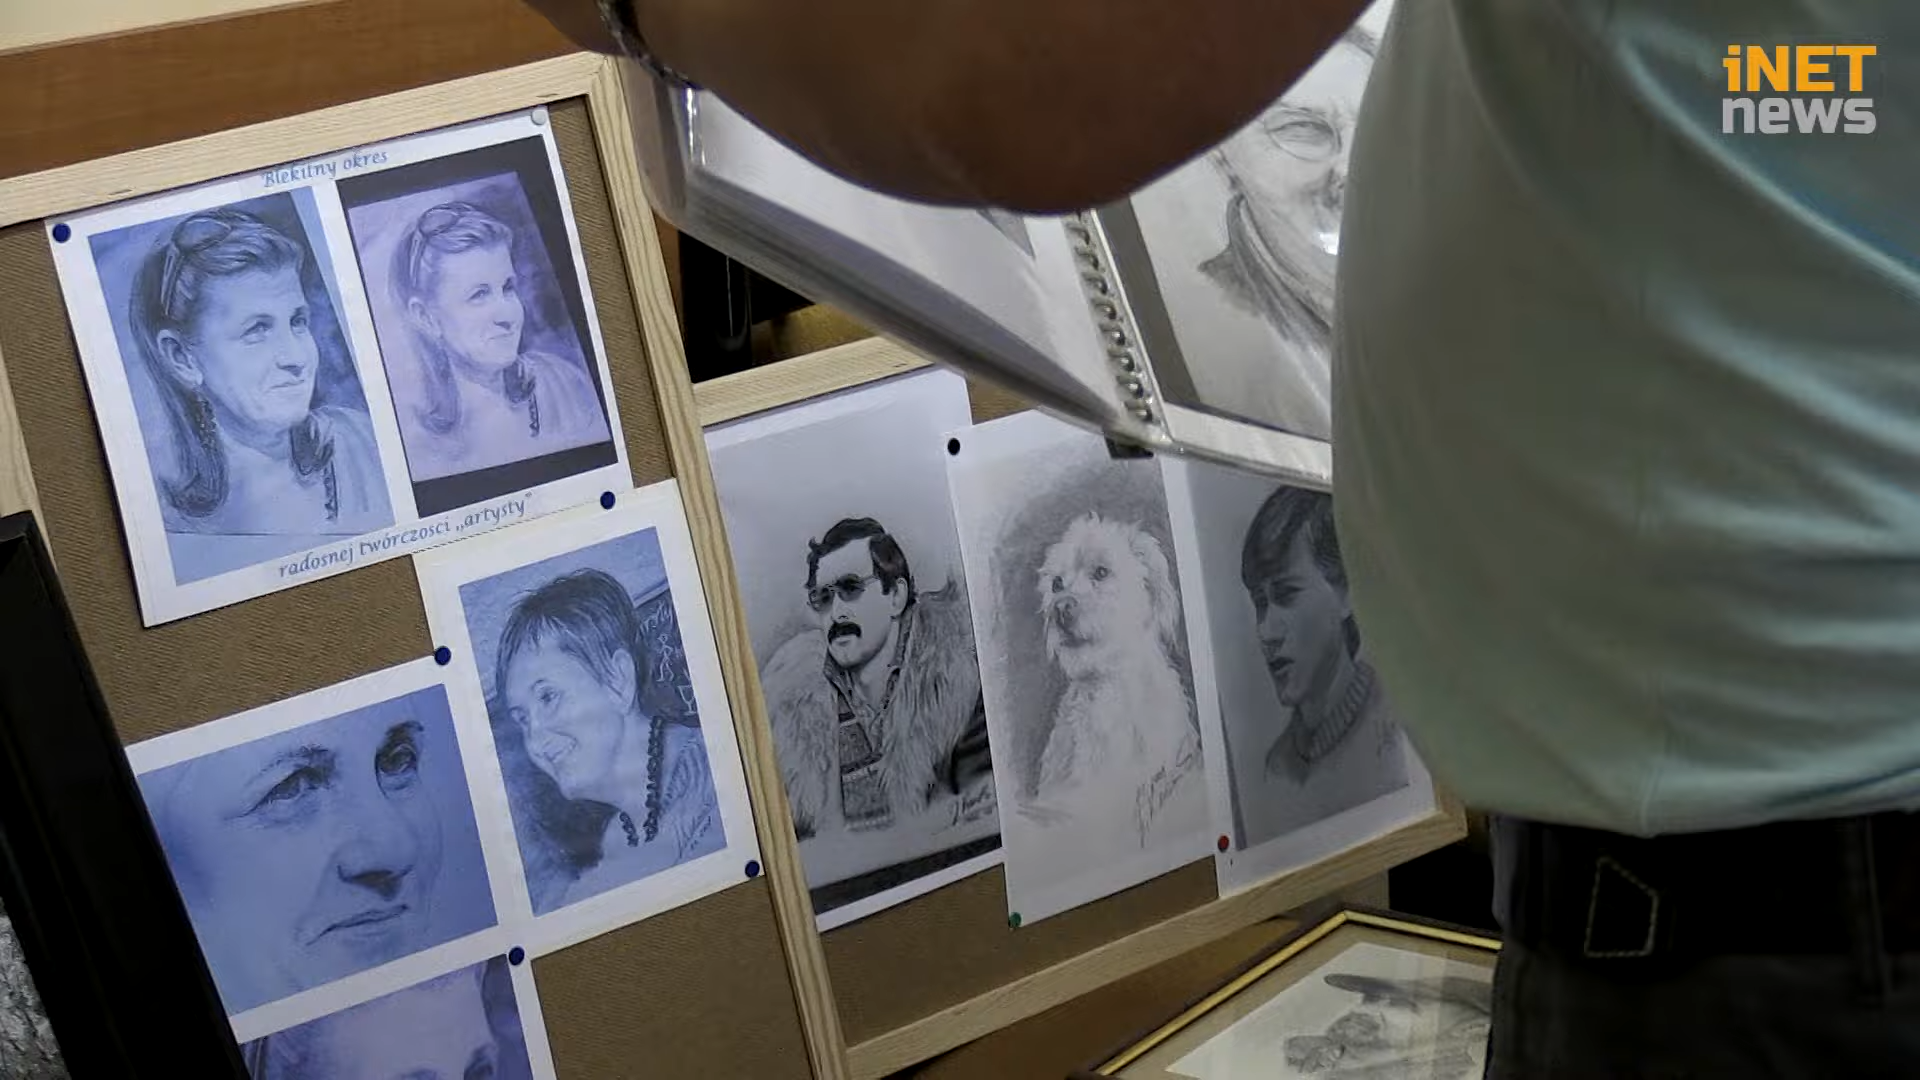 iNET
news
Błękitny okres
radosnej twórczości „artysty"